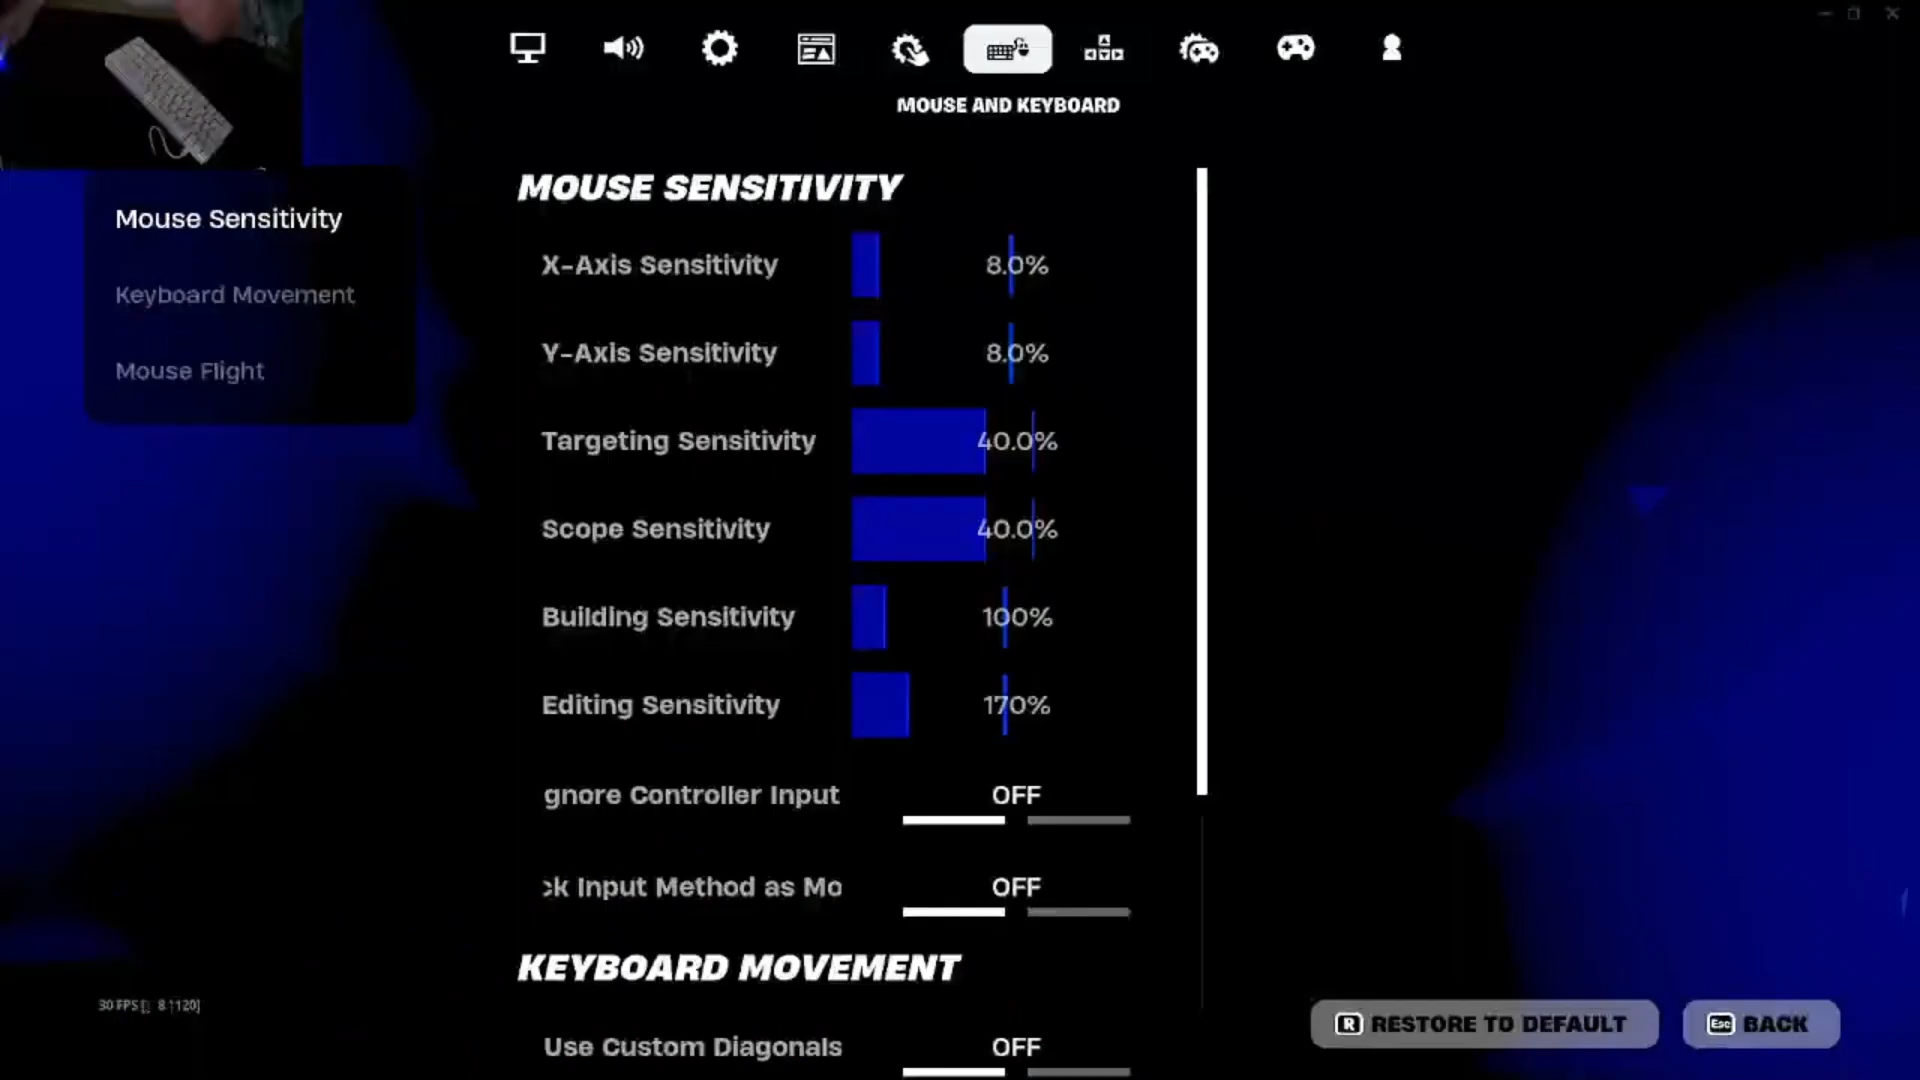 MOUSE AND KEYBOARD
Mouse Sensitivity
Keyboard Movement
Mouse Flight
MOUSE SENSITIVITY
X-Axis Sensitivity 8.0%
Y-Axis Sensitivity 8.0%
Targeting Sensitivity 40.0%
Scope Sensitivity 40.0%
Building Sensitivity 100%
Editing Sensitivity 170%
gnore Controller Input OFF
ck Input Method as Mo OFF
KEYBOARD MOVEMENT
Use Custom Diagonals OFF
30 FPS
R RESTORE TO DEFAULT
Esc BACK